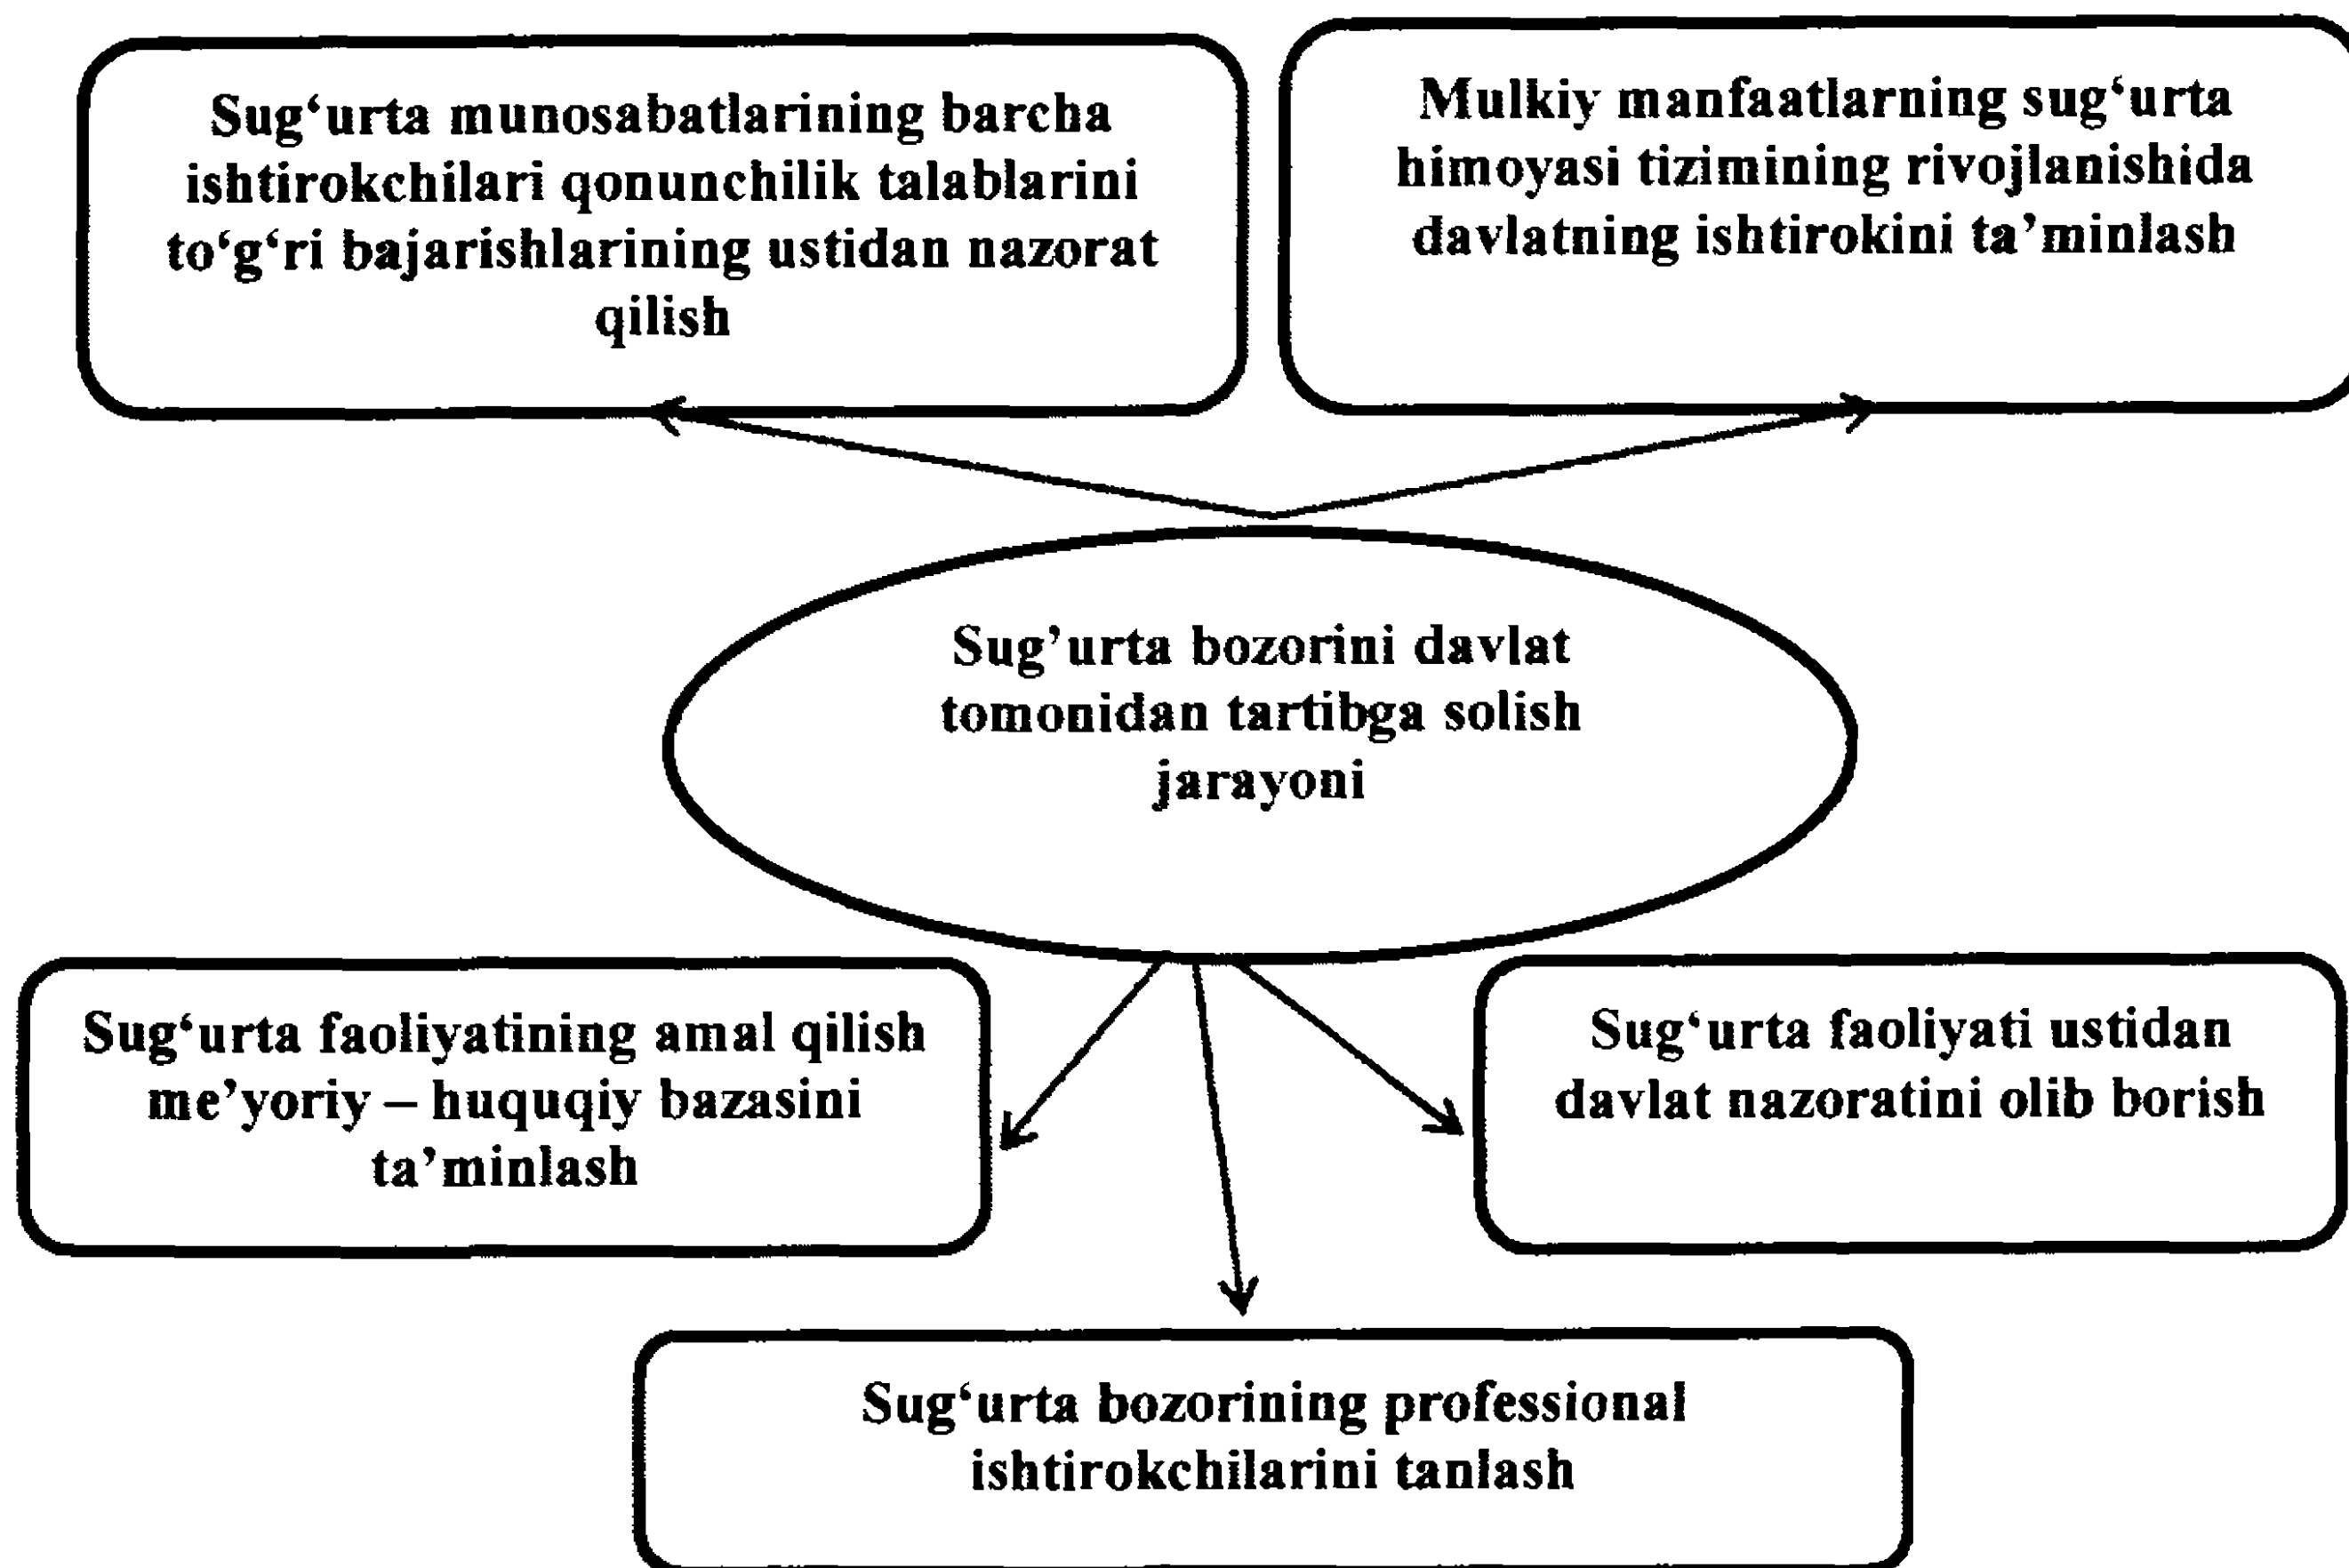 Sug‘urta munosabatlarining barcha
ishtirokchilari qonunchilik talablarini
to‘g‘ri bajarishlarining ustidan nazorat
qilish
Mulkiy manfaatlarning sug‘urta
himoyasi tizimining rivojlanishida
davlatning ishtirokini ta’minlash
Sug’urta bozorini davlat
tomonidan tartibga solish
jarayoni
Sug‘urta faoliyatining amal qilish
me’yoriy – huquqiy bazasini
ta’minlash
Sug‘urta faoliyati ustidan
davlat nazoratini olib borish
Sug‘urta bozorining professional
ishtirokchilarini tanlash